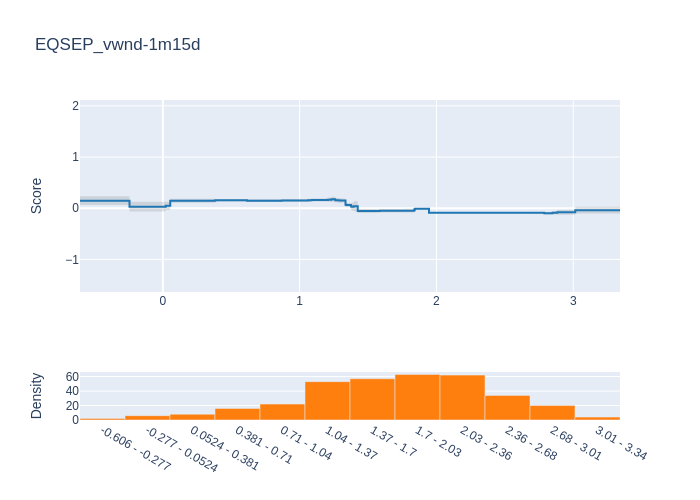 EQSEP_vwnd-1m15d
2
1
0
−1
Score
0
1
2
3
60
40
20
0
Density
-0.606 - -0.277
-0.277 - 0.0524
0.0524 - 0.381
0.381 - 0.71
0.71 - 1.04
1.04 - 1.37
1.37 - 1.7
1.7 - 2.03
2.03 - 2.36
2.36 - 2.68
2.68 - 3.01
3.01 - 3.34